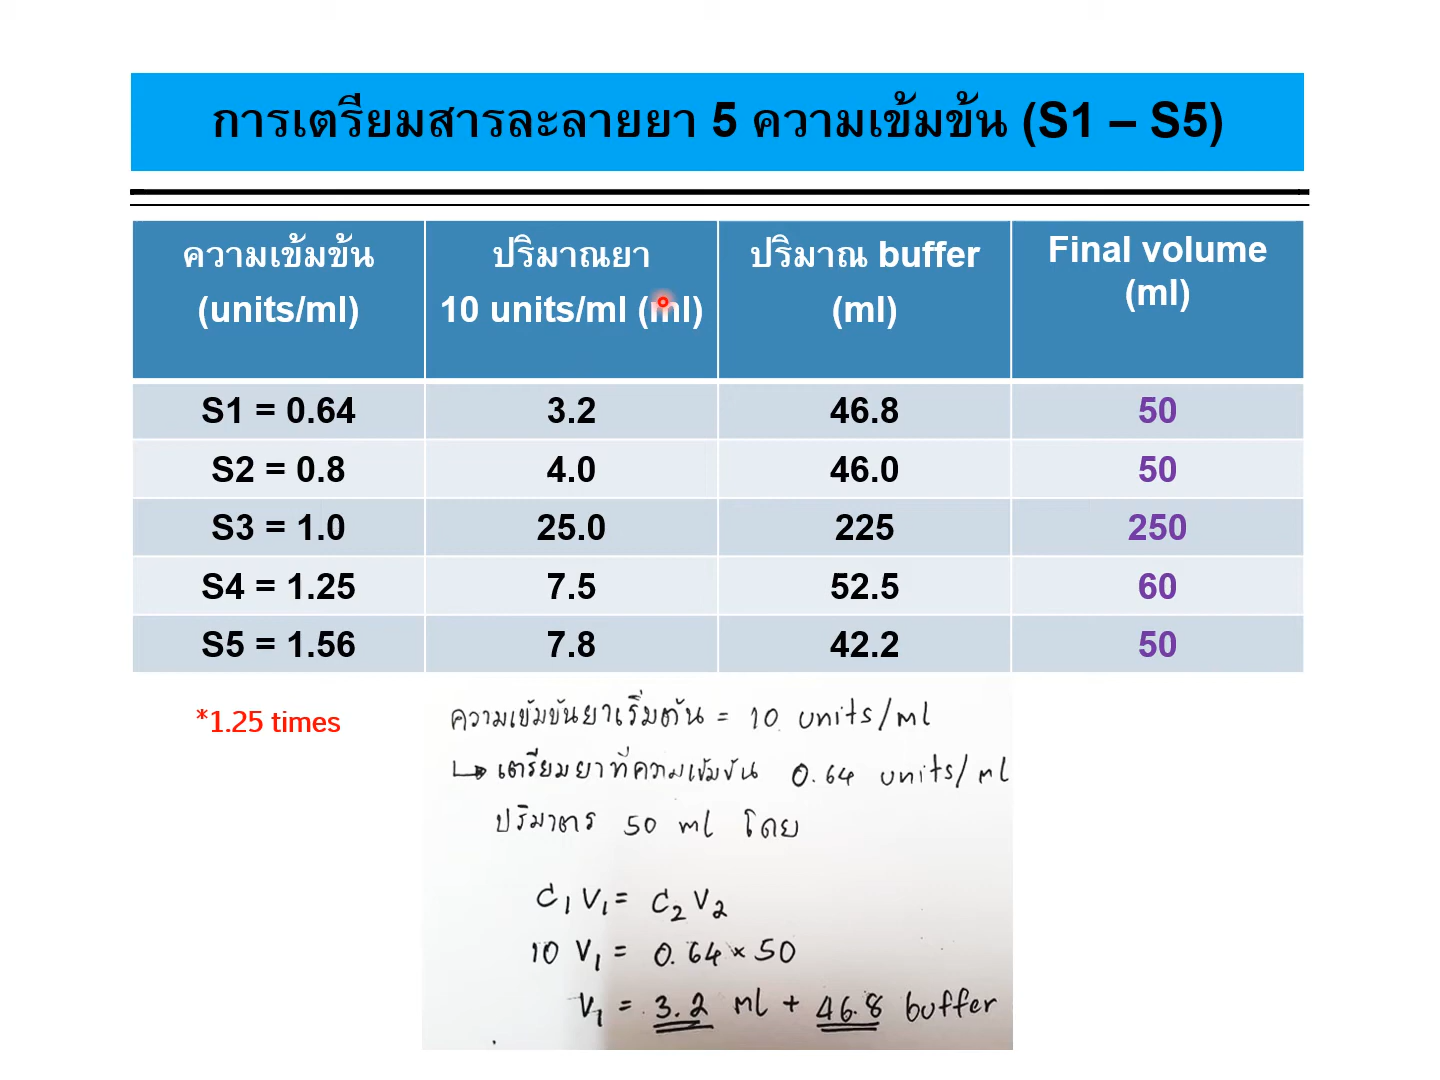 การเตรียมสารละลายยา 5 ความเข้มข้น (S1 – S5)
ความเข้มข้น (units/ml) ปริมาณยา 10 units/ml (ml) ปริมาณ buffer (ml) Final volume (ml)
S1 = 0.64 3.2 46.8 50
S2 = 0.8 4.0 46.0 50
S3 = 1.0 25.0 225 250
S4 = 1.25 7.5 52.5 60
S5 = 1.56 7.8 42.2 50
*1.25 times
ความเข้มข้นยาเริ่มต้น = 10 units/ml
↳ เตรียมยาที่ความเข้มข้น 0.64 units/ml
ปริมาตร 50 ml โดย
C₁V₁ = C₂V₂
10 V₁ = 0.64 × 50
V₁ = 3.2 ml + 46.8 buffer